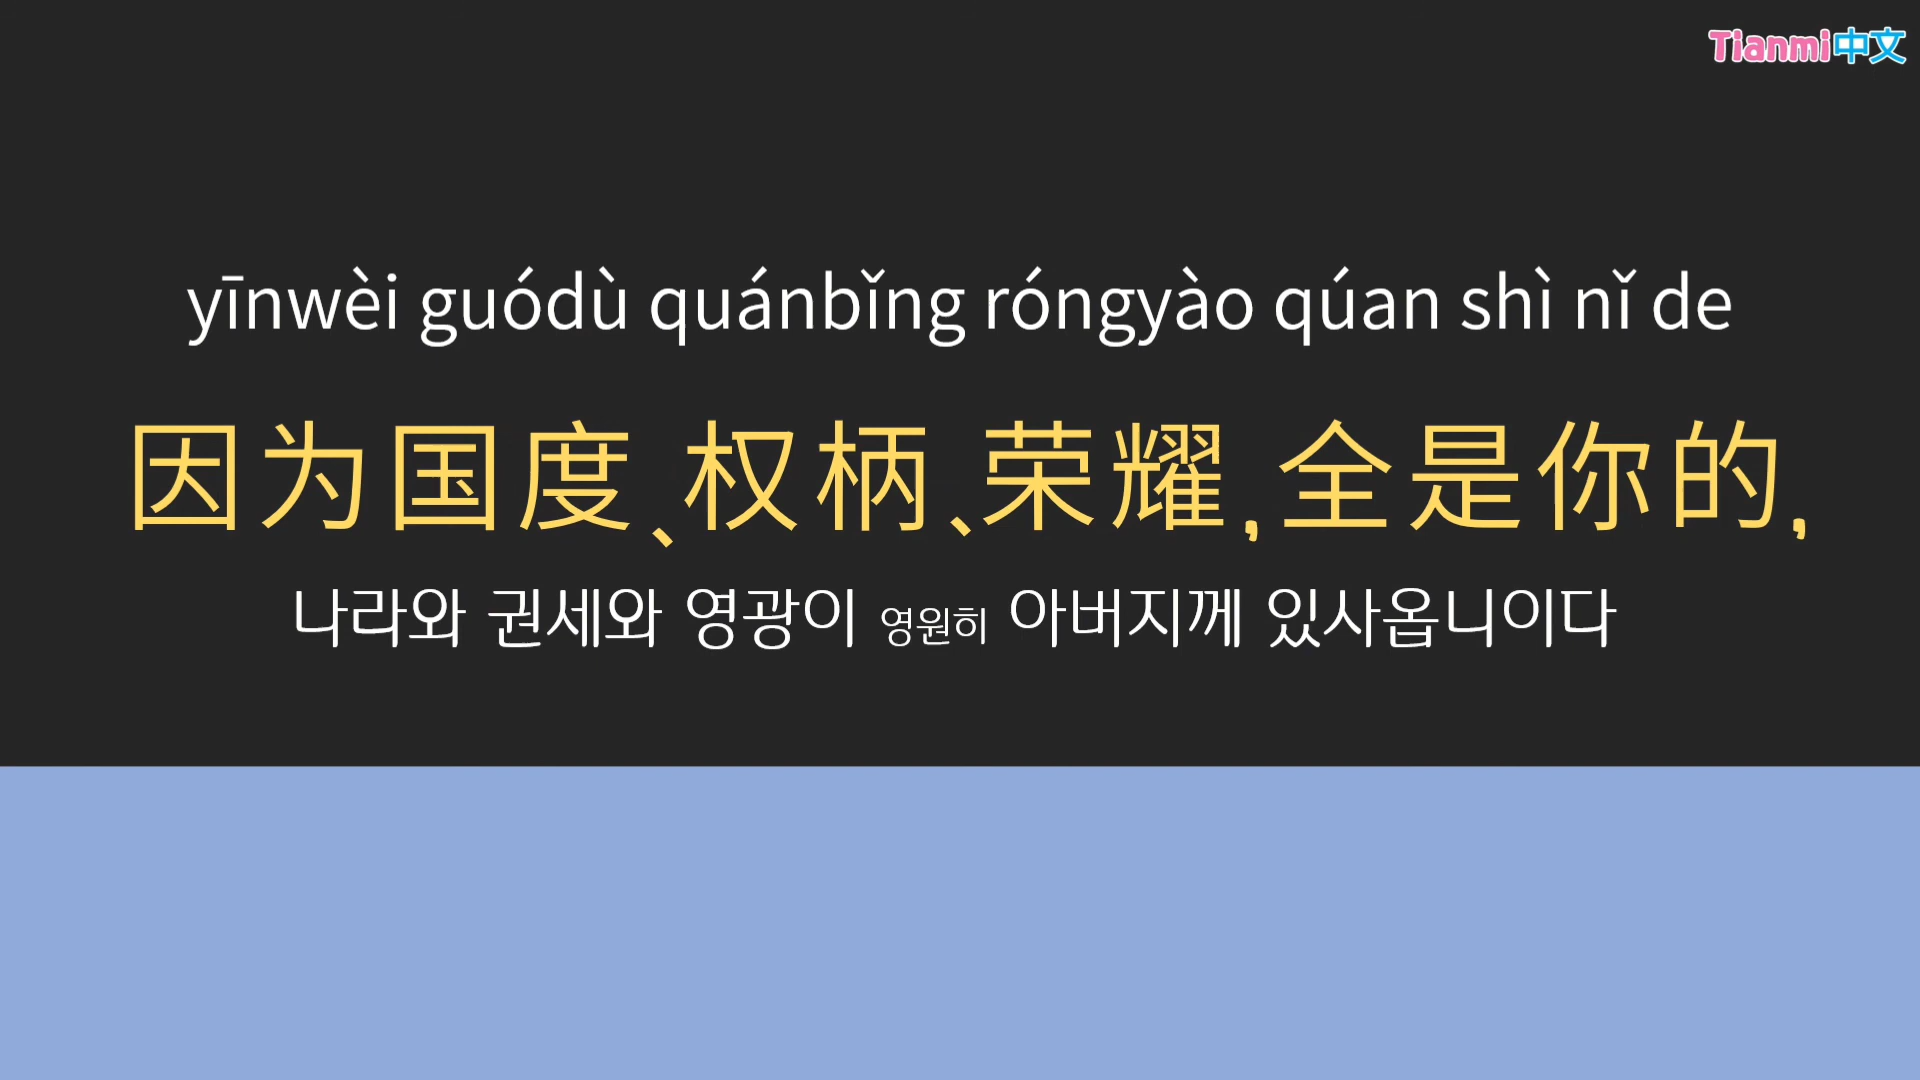 Tianmi中文
yīnwèi guódù quánbǐng róngyào qúan shì nǐ de
因为国度、权柄、荣耀,全是你的,
나라와 권세와 영광이 영원히 아버지께 있사옵니이다